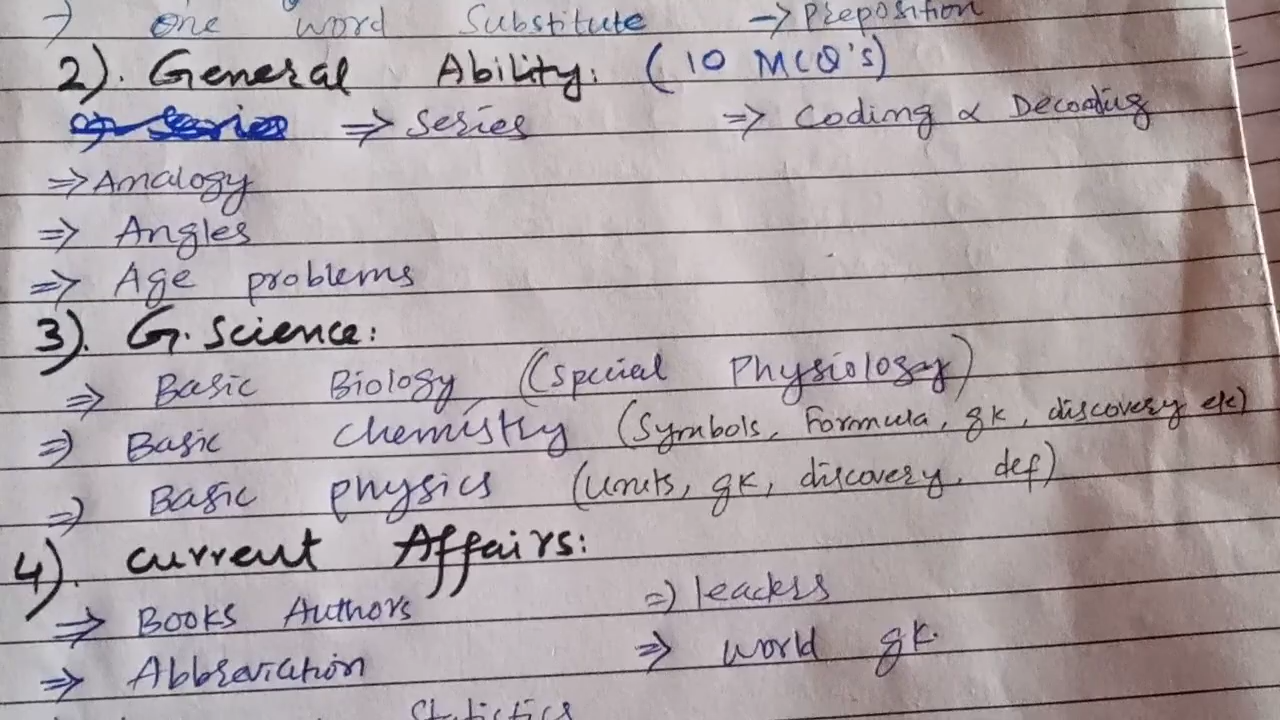 → one word Substitute → Preposition
2). General Ability: (10 MCQ's)
⇒ Series ⇒ Series ⇒ Coding & Decoding
⇒ Analogy
⇒ Angles
⇒ Age problems
3). G. Science:
⇒ Basic Biology (special Physiology)
⇒ Basic chemistry (Symbols, Formula, gk, discovery etc)
⇒ Basic physics (units, gk, discovery, def)
4). current Affairs:
⇒ Books Authors ⇒ leaders
⇒ Abbreviation ⇒ world gk.
Statictics